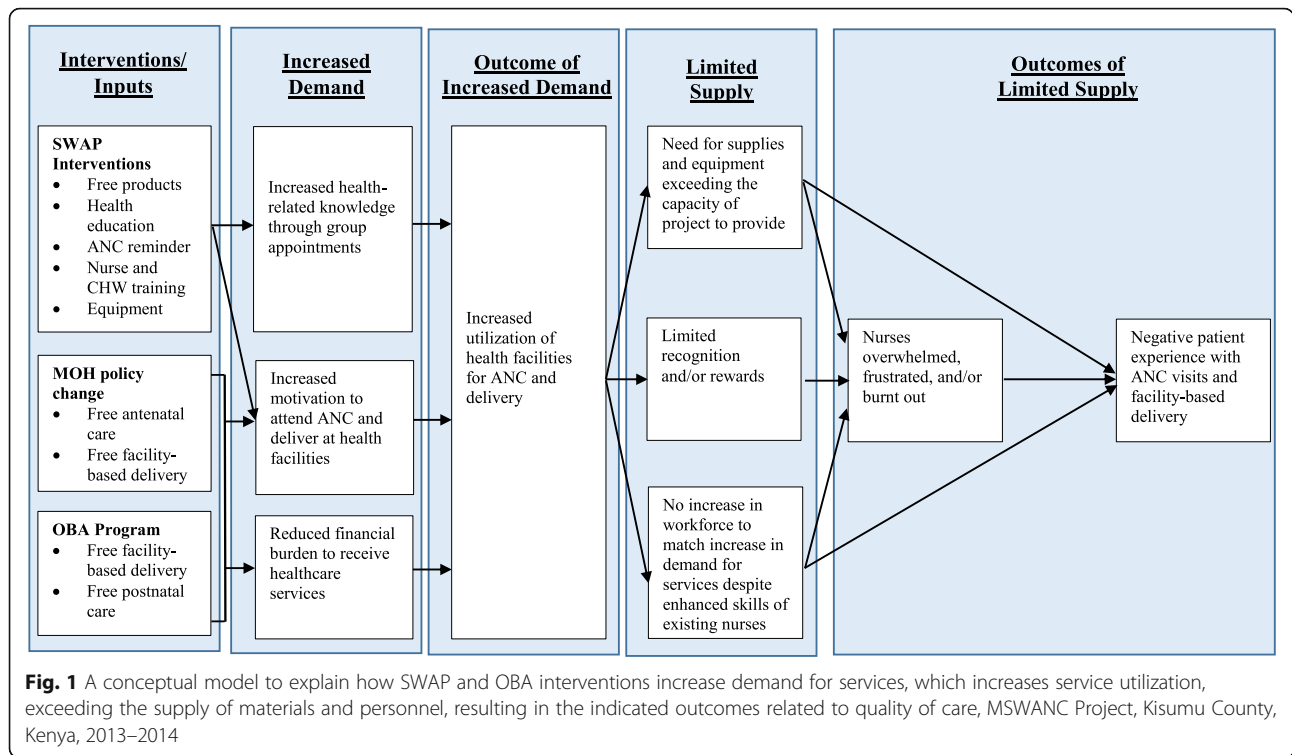 Interventions/
Inputs
SWAP
Interventions
• Free products
• Health
education
• ANC reminder
• Nurse and
CHW training
• Equipment
MOH policy
change
• Free antenatal
care
• Free facility-
based delivery
OBA Program
• Free facility-
based delivery
• Free postnatal
care
Increased
Demand
Increased health-
related knowledge
through group
appointments
Increased
motivation to
attend ANC and
deliver at health
facilities
Reduced financial
burden to receive
healthcare
services
Outcome of
Increased Demand
Increased
utilization of
health facilities
for ANC and
delivery
Limited
Supply
Need for supplies
and equipment
exceeding the
capacity of
project to provide
Limited
recognition
and/or rewards
No increase in
workforce to
match increase in
demand for
services despite
enhanced skills of
existing nurses
Outcomes of
Limited Supply
Nurses
overwhelmed,
frustrated, and/or
burnt out
Negative patient
experience with
ANC visits and
facility-based
delivery
Fig. 1 A conceptual model to explain how SWAP and OBA interventions increase demand for services, which increases service utilization,
exceeding the supply of materials and personnel, resulting in the indicated outcomes related to quality of care, MSWANC Project, Kisumu County,
Kenya, 2013–2014